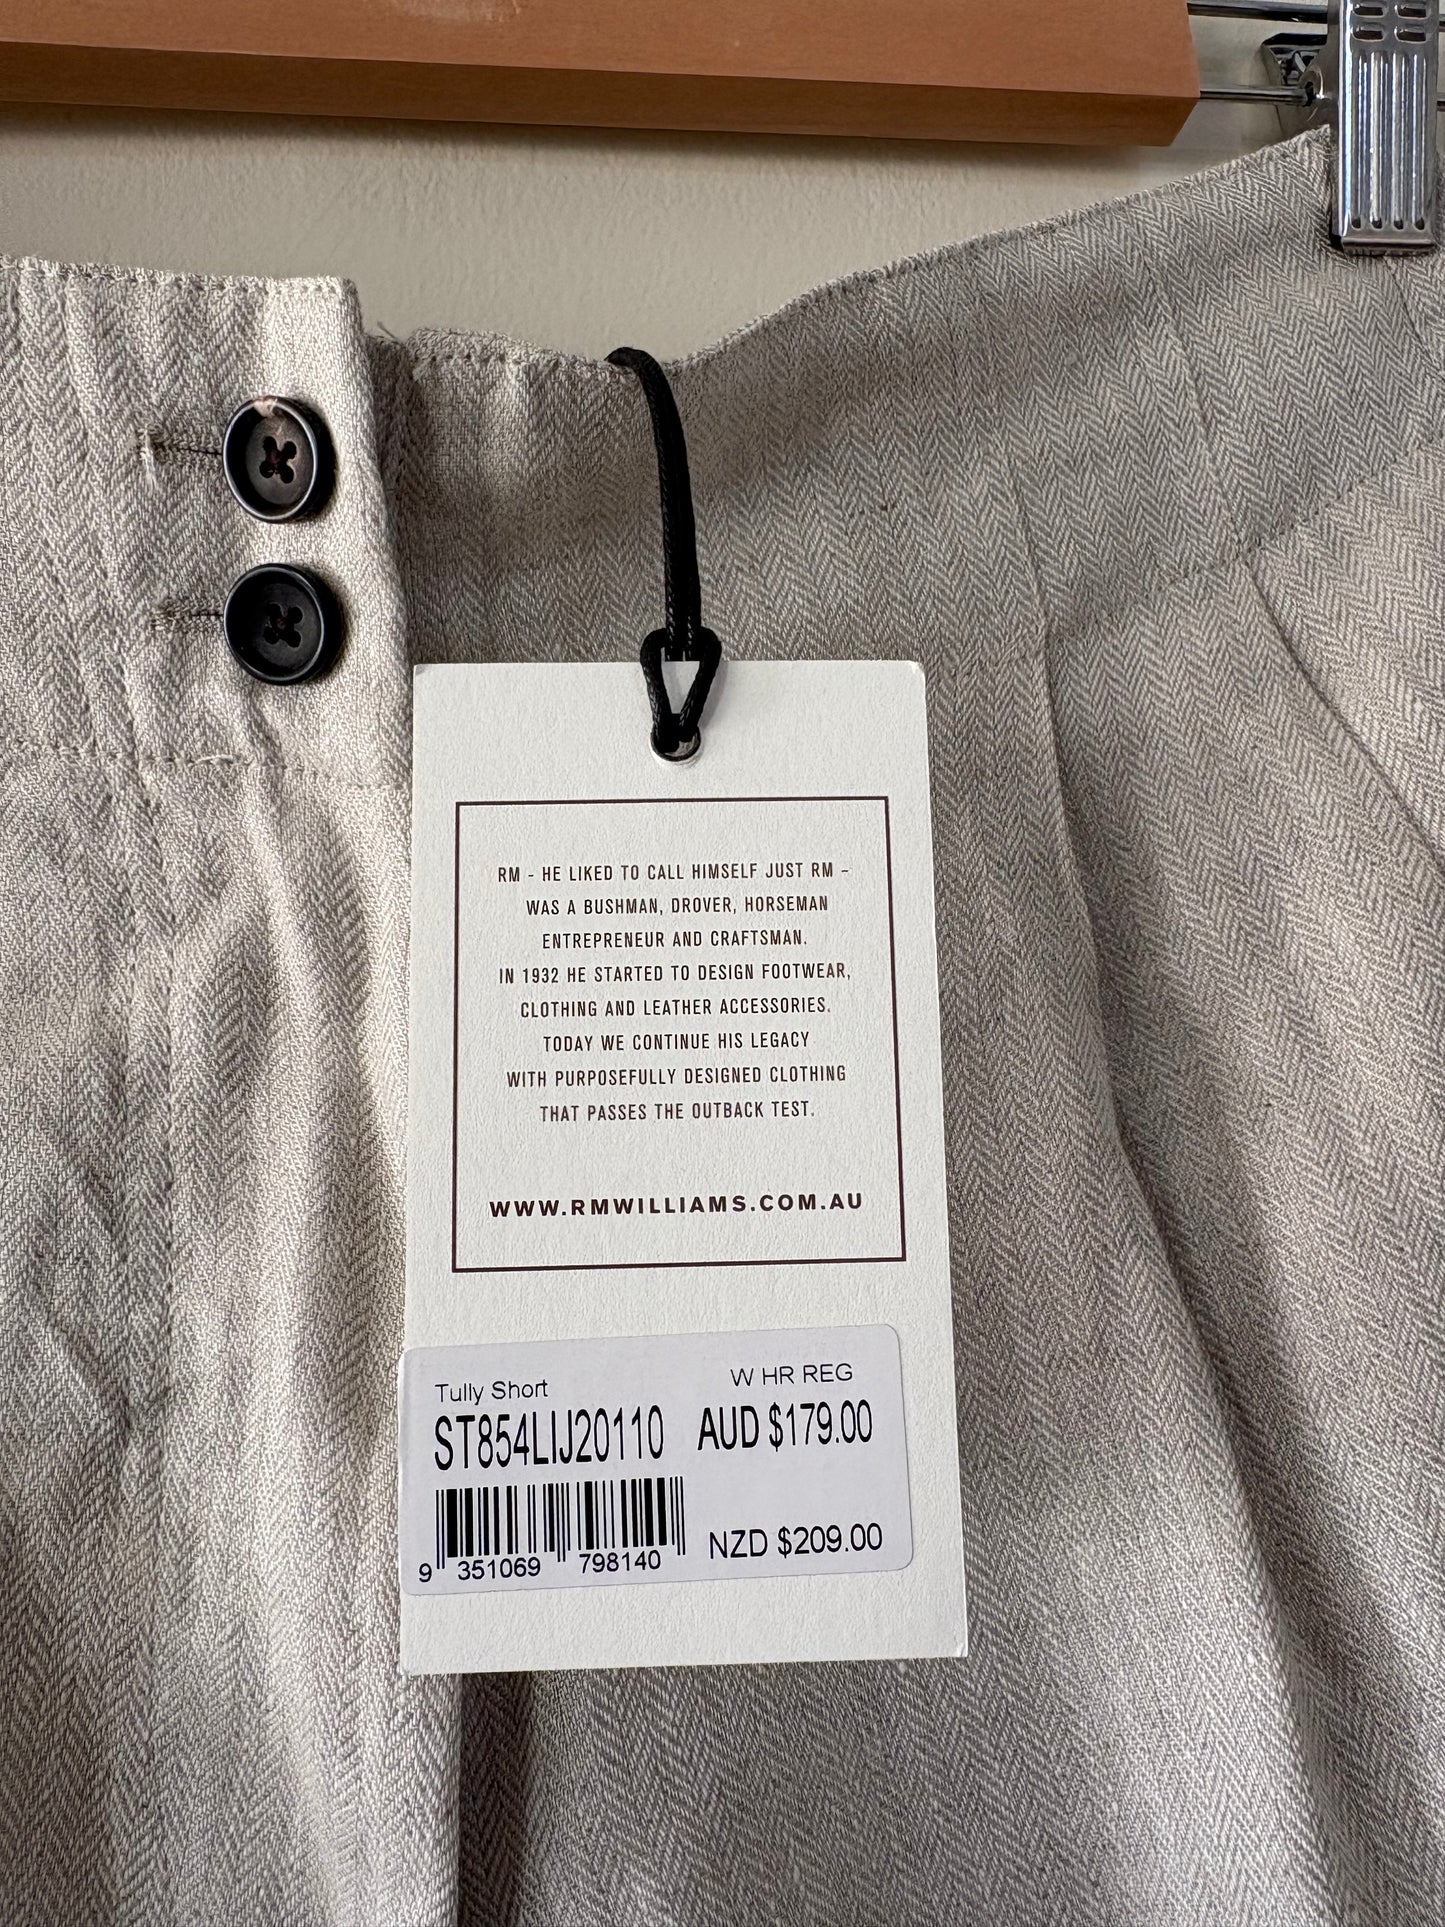 RM - HE LIKED TO CALL HIMSELF JUST RM -
WAS A BUSHMAN, DROVER, HORSEMAN
ENTREPRENEUR AND CRAFTSMAN.
IN 1932 HE STARTED TO DESIGN FOOTWEAR,
CLOTHING AND LEATHER ACCESSORIES.
TODAY WE CONTINUE HIS LEGACY
WITH PURPOSEFULLY DESIGNED CLOTHING
THAT PASSES THE OUTBACK TEST.
WWW.RMWILLIAMS.COM.AU
Tully Short W HR REG
ST854LIJ20110 AUD $179.00
NZD $209.00
9 351069 798140